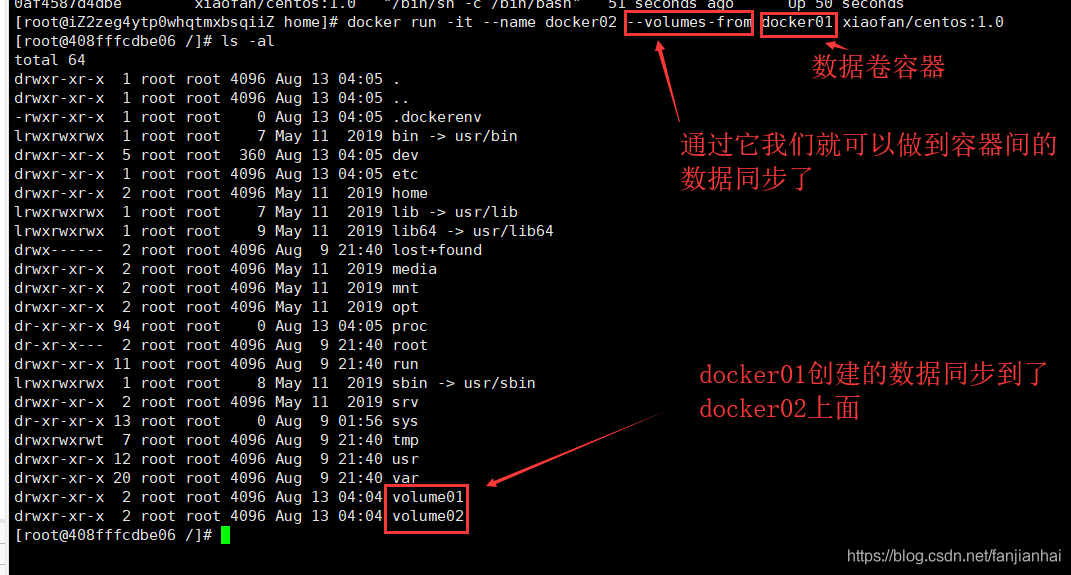 0af4587d4dbe        xiaofan/centos:1.0   "/bin/sh -c /bin/bash"   51 seconds ago      Up 50 seconds
[root@iZ2zeg4ytp0whqtmxbsqiiZ home]# docker run -it --name docker02 --volumes-from docker01 xiaofan/centos:1.0
[root@408fffcdbe06 /]# ls -al
数据卷容器
total 64
drwxr-xr-x  1 root root 4096 Aug 13 04:05 .
drwxr-xr-x  1 root root 4096 Aug 13 04:05 ..
-rwxr-xr-x  1 root root    0 Aug 13 04:05 .dockerenv
lrwxrwxrwx  1 root root    7 May 11  2019 bin -> usr/bin
通过它我们就可以做到容器间的
数据同步了
drwxr-xr-x  5 root root  360 Aug 13 04:05 dev
drwxr-xr-x  1 root root 4096 Aug 13 04:05 etc
drwxr-xr-x  2 root root 4096 May 11  2019 home
lrwxrwxrwx  1 root root    7 May 11  2019 lib -> usr/lib
lrwxrwxrwx  1 root root    9 May 11  2019 lib64 -> usr/lib64
drwx------  2 root root 4096 Aug  9 21:40 lost+found
drwxr-xr-x  2 root root 4096 May 11  2019 media
drwxr-xr-x  2 root root 4096 May 11  2019 mnt
drwxr-xr-x  2 root root 4096 May 11  2019 opt
dr-xr-xr-x 94 root root    0 Aug 13 04:05 proc
dr-xr-x---  2 root root 4096 Aug  9 21:40 root
drwxr-xr-x 11 root root 4096 Aug  9 21:40 run
lrwxrwxrwx  1 root root    8 May 11  2019 sbin -> usr/sbin
drwxr-xr-x  2 root root 4096 May 11  2019 srv
docker01创建的数据同步到了
docker02上面
dr-xr-xr-x 13 root root    0 Aug  9 01:56 sys
drwxrwxrwt  7 root root 4096 Aug  9 21:40 tmp
drwxr-xr-x 12 root root 4096 Aug  9 21:40 usr
drwxr-xr-x 20 root root 4096 Aug  9 21:40 var
drwxr-xr-x  2 root root 4096 Aug 13 04:04 volume01
drwxr-xr-x  2 root root 4096 Aug 13 04:04 volume02
[root@408fffcdbe06 /]#
https://blog.csdn.net/fanjianhai